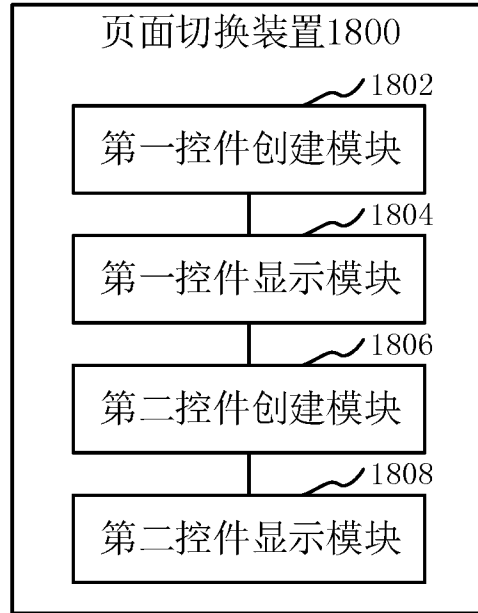 页面切换装置1800
1802
第一控件创建模块
1804
第一控件显示模块
1806
第二控件创建模块
1808
第二控件显示模块